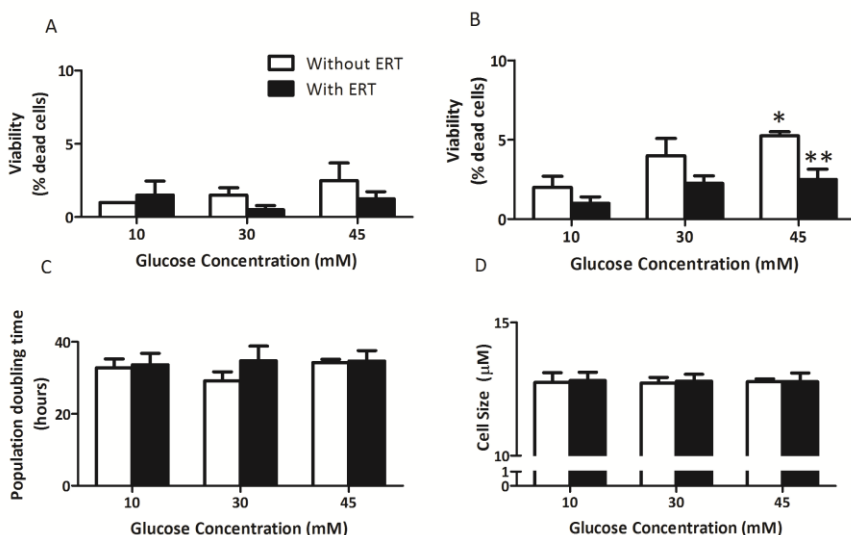 A
Without ERT
With ERT
10
5
0
Viability
(% dead cells)
10
30
45
Glucose Concentration (mM)
B
10
5
0
Viability
(% dead cells)
*
**
10
30
45
Glucose Concentration (mM)
C
40
20
0
Population doubling time
(hours)
10
30
45
Glucose Concentration (mM)
D
15
10
1
0
Cell Size (μM)
10
30
45
Glucose Concentration (mM)